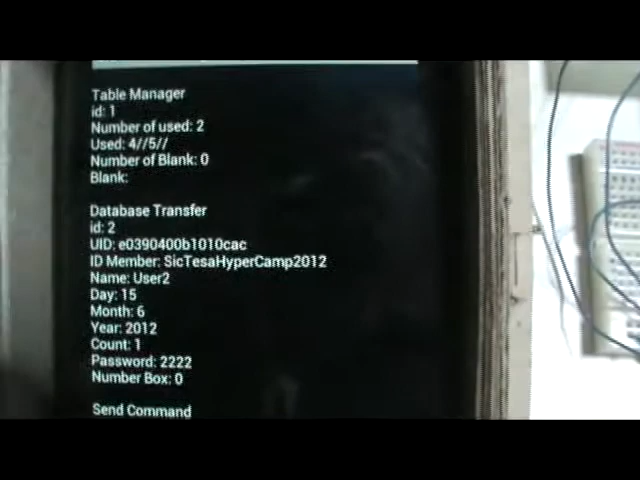 Table Manager
id: 1
Number of used: 2
Used: 4//5//
Number of Blank: 0
Blank:
Database Transfer
id: 2
UID: e0390400b1010cac
ID Member: SicTesaHyperCamp2012
Name: User2
Day: 15
Month: 6
Year: 2012
Count: 1
Password: 2222
Number Box: 0
Send Command